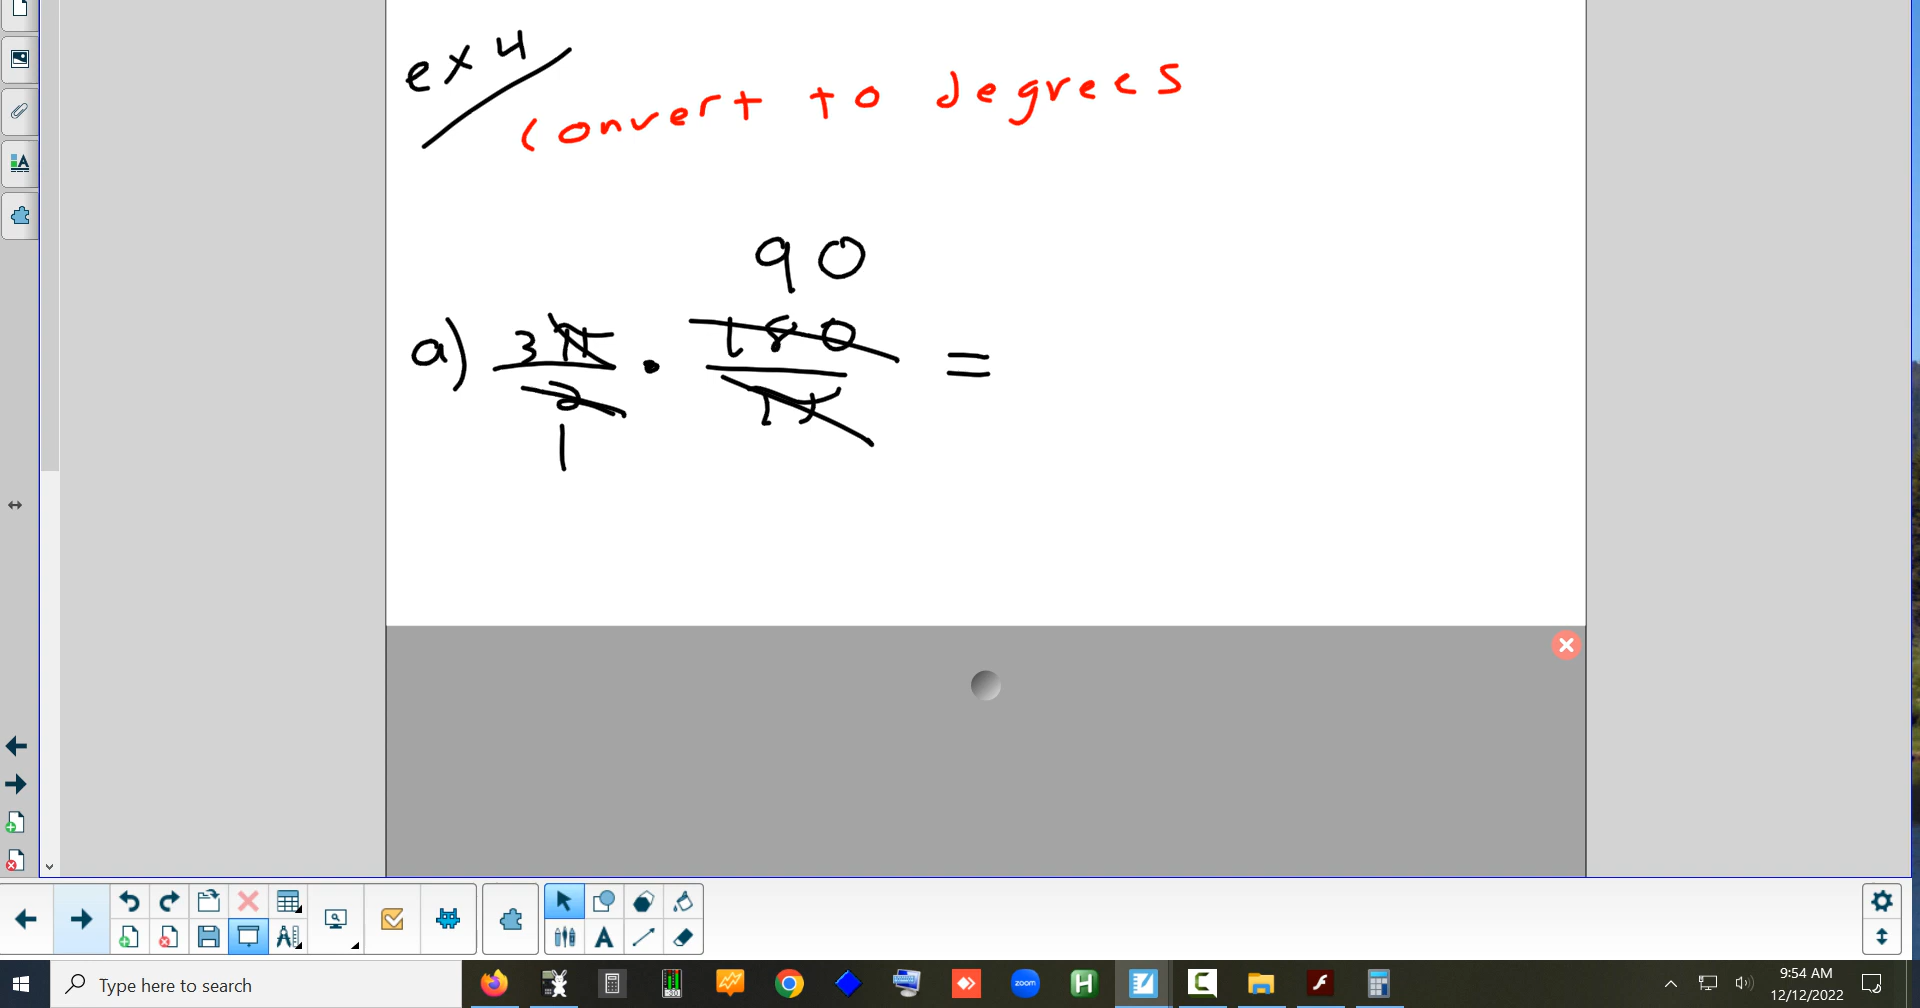 ex 4
convert to degrees
90
a) 3π/2 · 180/π =
1
A
A
zoom
H
Type here to search
9:54 AM
12/12/2022